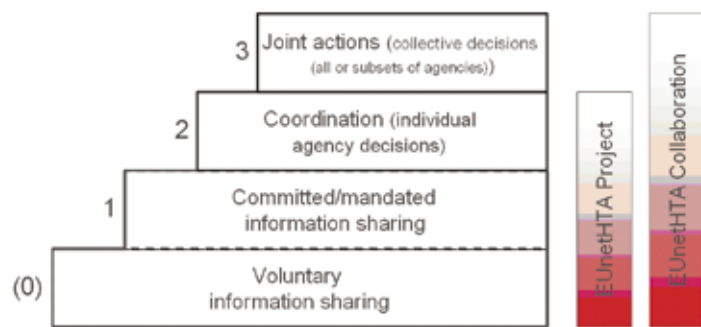 3
Joint actions (collective decisions
(all or subsets of agencies))
2
Coordination (individual
agency decisions)
1
Committed/mandated
information sharing
(0)
Voluntary
information sharing
EUnetHTA Project
EUnetHTA Collaboration